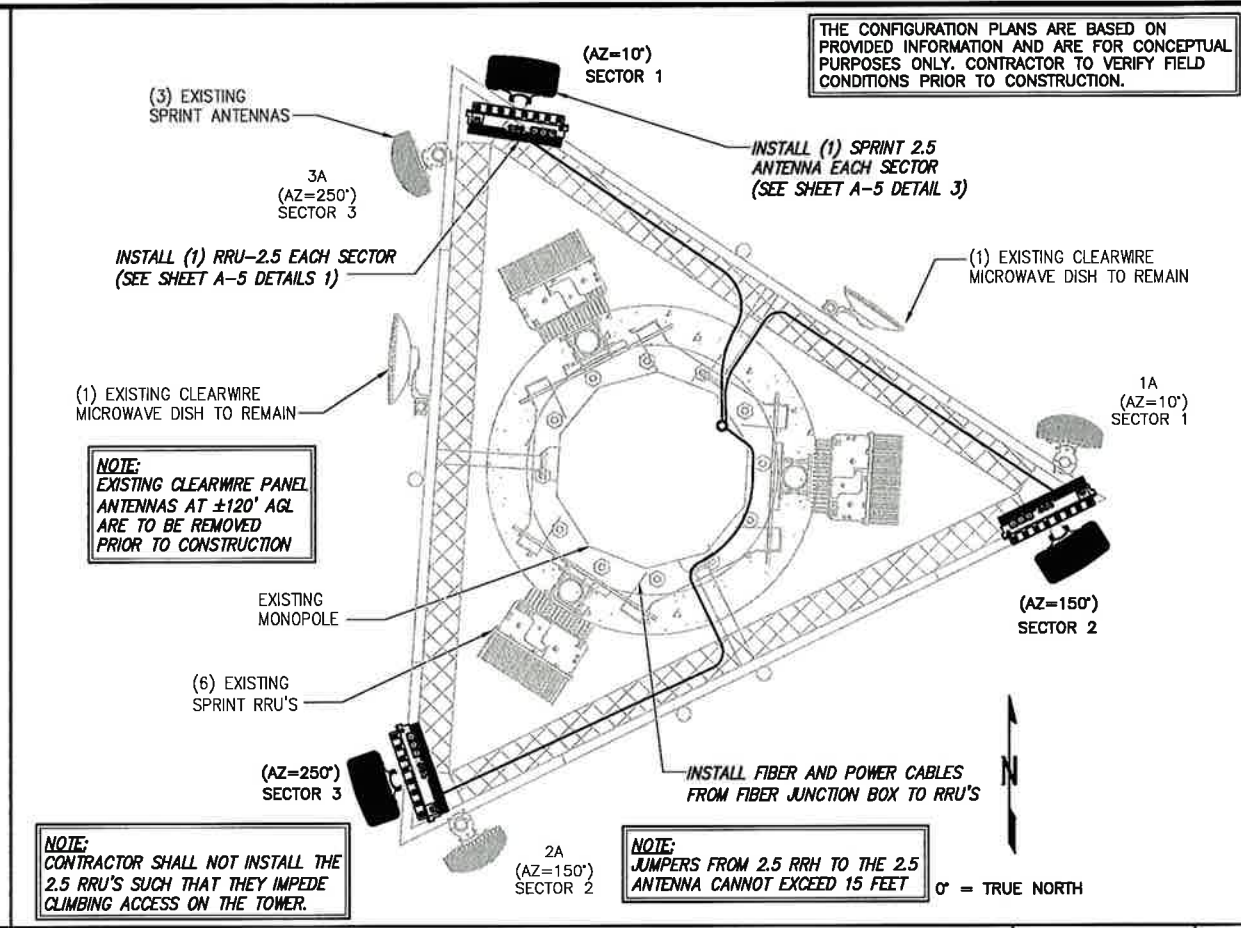 THE CONFIGURATION PLANS ARE BASED ON
PROVIDED INFORMATION AND ARE FOR CONCEPTUAL
PURPOSES ONLY. CONTRACTOR TO VERIFY FIELD
CONDITIONS PRIOR TO CONSTRUCTION.
(AZ=10°)
SECTOR 1
(3) EXISTING
SPRINT ANTENNAS
INSTALL (1) SPRINT 2.5
ANTENNA EACH SECTOR
(SEE SHEET A-5 DETAIL 3)
3A
(AZ=250°)
SECTOR 3
INSTALL (1) RRU-2.5 EACH SECTOR
(SEE SHEET A-5 DETAILS 1)
(1) EXISTING CLEARWIRE
MICROWAVE DISH TO REMAIN
(1) EXISTING CLEARWIRE
MICROWAVE DISH TO REMAIN
1A
(AZ=10°)
SECTOR 1
NOTE:
EXISTING CLEARWIRE PANEL
ANTENNAS AT ±120' AGL
ARE TO BE REMOVED
PRIOR TO CONSTRUCTION
EXISTING
MONOPOLE
(AZ=150°)
SECTOR 2
(6) EXISTING
SPRINT RRU'S
(AZ=250°)
SECTOR 3
INSTALL FIBER AND POWER CABLES
FROM FIBER JUNCTION BOX TO RRU'S
N
NOTE:
CONTRACTOR SHALL NOT INSTALL THE
2.5 RRU'S SUCH THAT THEY IMPEDE
CLIMBING ACCESS ON THE TOWER.
2A
(AZ=150°)
SECTOR 2
NOTE:
JUMPERS FROM 2.5 RRH TO THE 2.5
ANTENNA CANNOT EXCEED 15 FEET
0° = TRUE NORTH